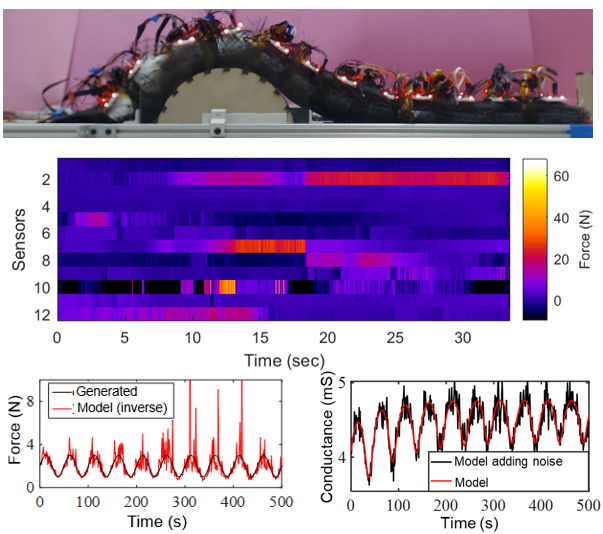 2
4
6
8
10
12
Sensors
0 5 10 15 20 25 30
Time (sec)
60
40
20
0
Force (N)
8
4
0
Force (N)
Generated
Model (inverse)
0 100 200 300 400 500
Time (s)
5
4
Conductance (mS)
Model adding noise
Model
0 100 200 300 400 500
Time (s)